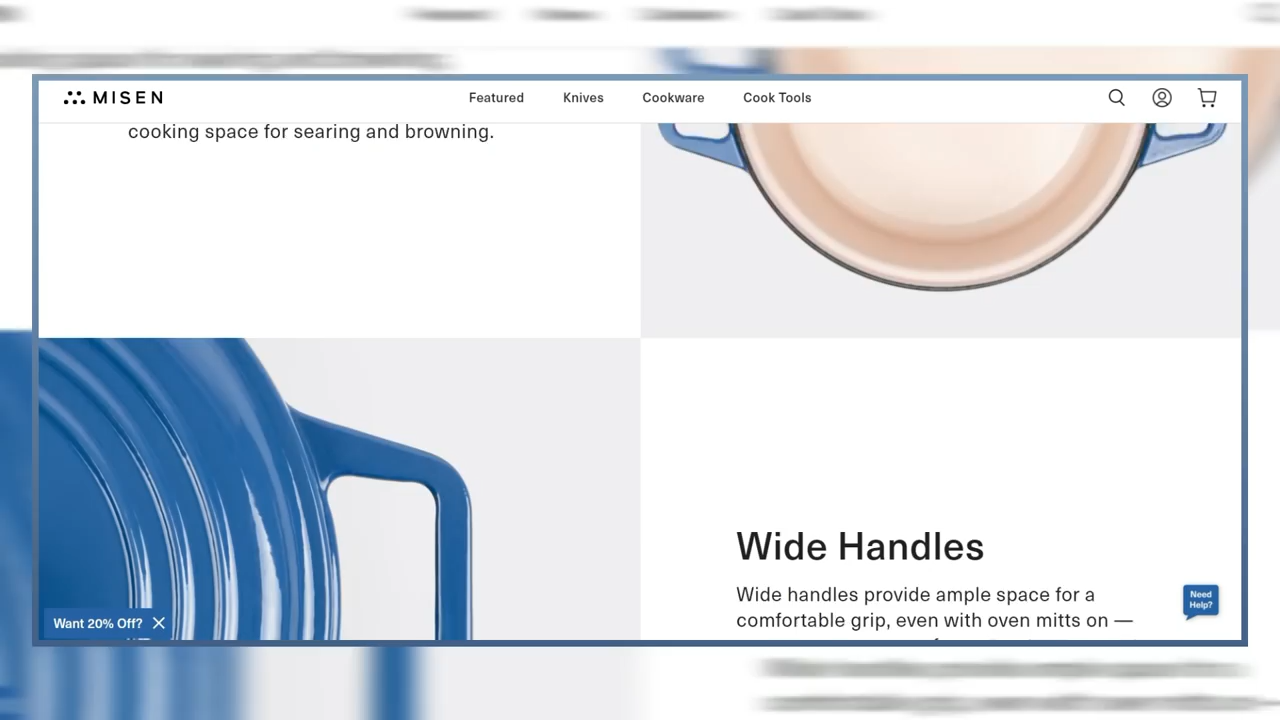 MISEN
Featured Knives Cookware Cook Tools
cooking space for searing and browning.
Wide Handles
Wide handles provide ample space for a
comfortable grip, even with oven mitts on —
Want 20% Off?
Need
Help?